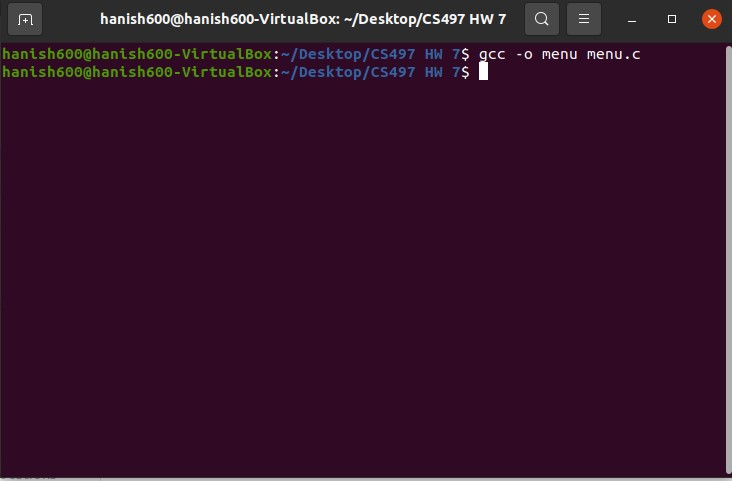 hanish600@hanish600-VirtualBox: ~/Desktop/CS497 HW 7
hanish600@hanish600-VirtualBox:~/Desktop/CS497 HW 7$ gcc -o menu menu.c
hanish600@hanish600-VirtualBox:~/Desktop/CS497 HW 7$